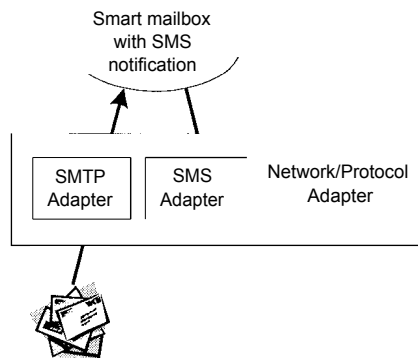 Smart mailbox
with SMS
notification
SMTP
Adapter
SMS
Adapter
Network/Protocol
Adapter